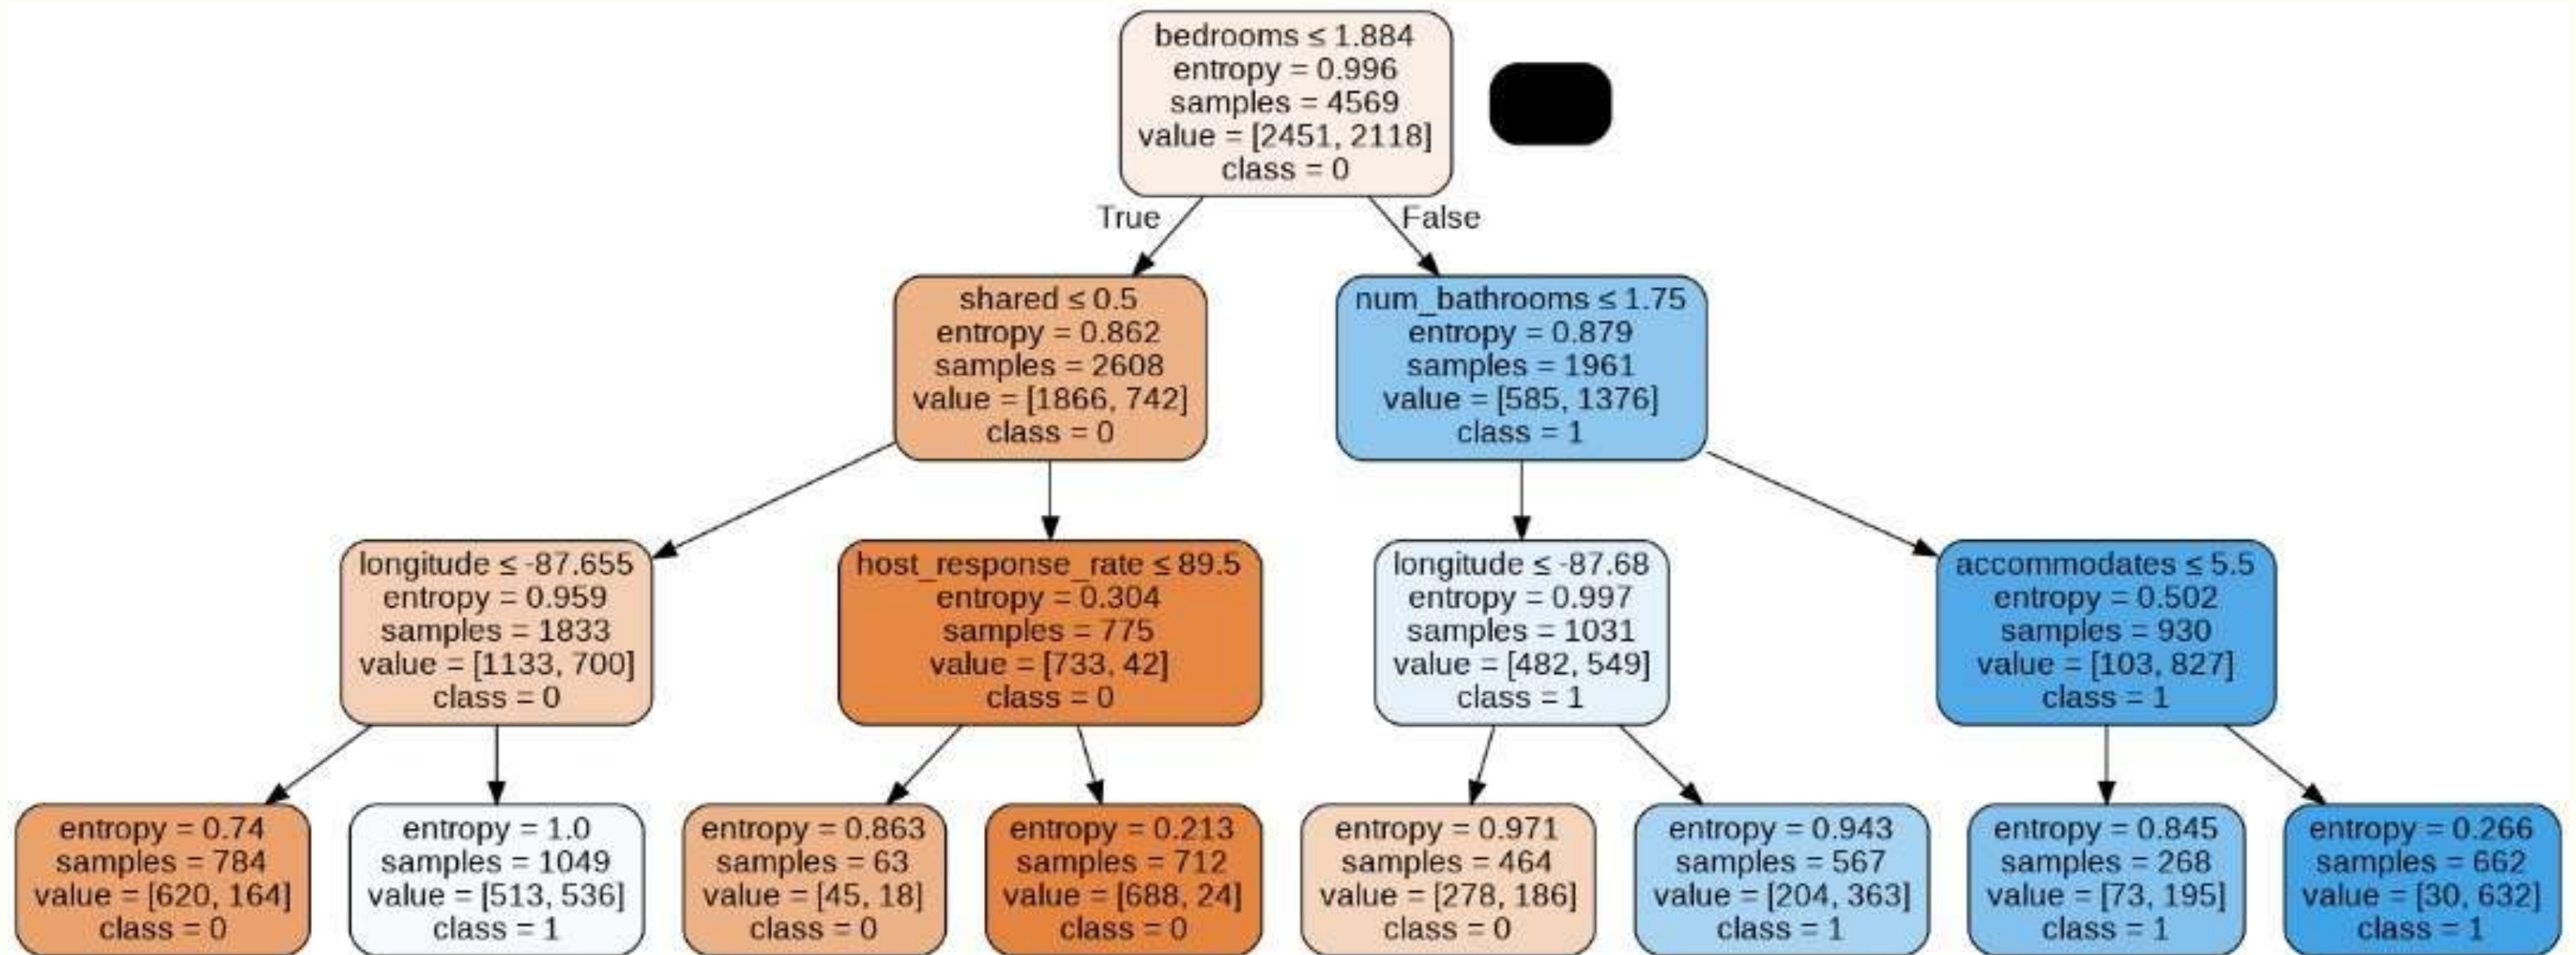 bedrooms ≤ 1.884
entropy = 0.996
samples = 4569
value = [2451, 2118]
class = 0
True
False
shared ≤ 0.5
entropy = 0.862
samples = 2608
value = [1866, 742]
class = 0
num_bathrooms ≤ 1.75
entropy = 0.879
samples = 1961
value = [585, 1376]
class = 1
longitude ≤ -87.655
entropy = 0.959
samples = 1833
value = [1133, 700]
class = 0
host_response_rate ≤ 89.5
entropy = 0.304
samples = 775
value = [733, 42]
class = 0
longitude ≤ -87.68
entropy = 0.997
samples = 1031
value = [482, 549]
class = 1
accommodates ≤ 5.5
entropy = 0.502
samples = 930
value = [103, 827]
class = 1
entropy = 0.74
samples = 784
value = [620, 164]
class = 0
entropy = 1.0
samples = 1049
value = [513, 536]
class = 1
entropy = 0.863
samples = 63
value = [45, 18]
class = 0
entropy = 0.213
samples = 712
value = [688, 24]
class = 0
entropy = 0.971
samples = 464
value = [278, 186]
class = 0
entropy = 0.943
samples = 567
value = [204, 363]
class = 1
entropy = 0.845
samples = 268
value = [73, 195]
class = 1
entropy = 0.266
samples = 662
value = [30, 632]
class = 1